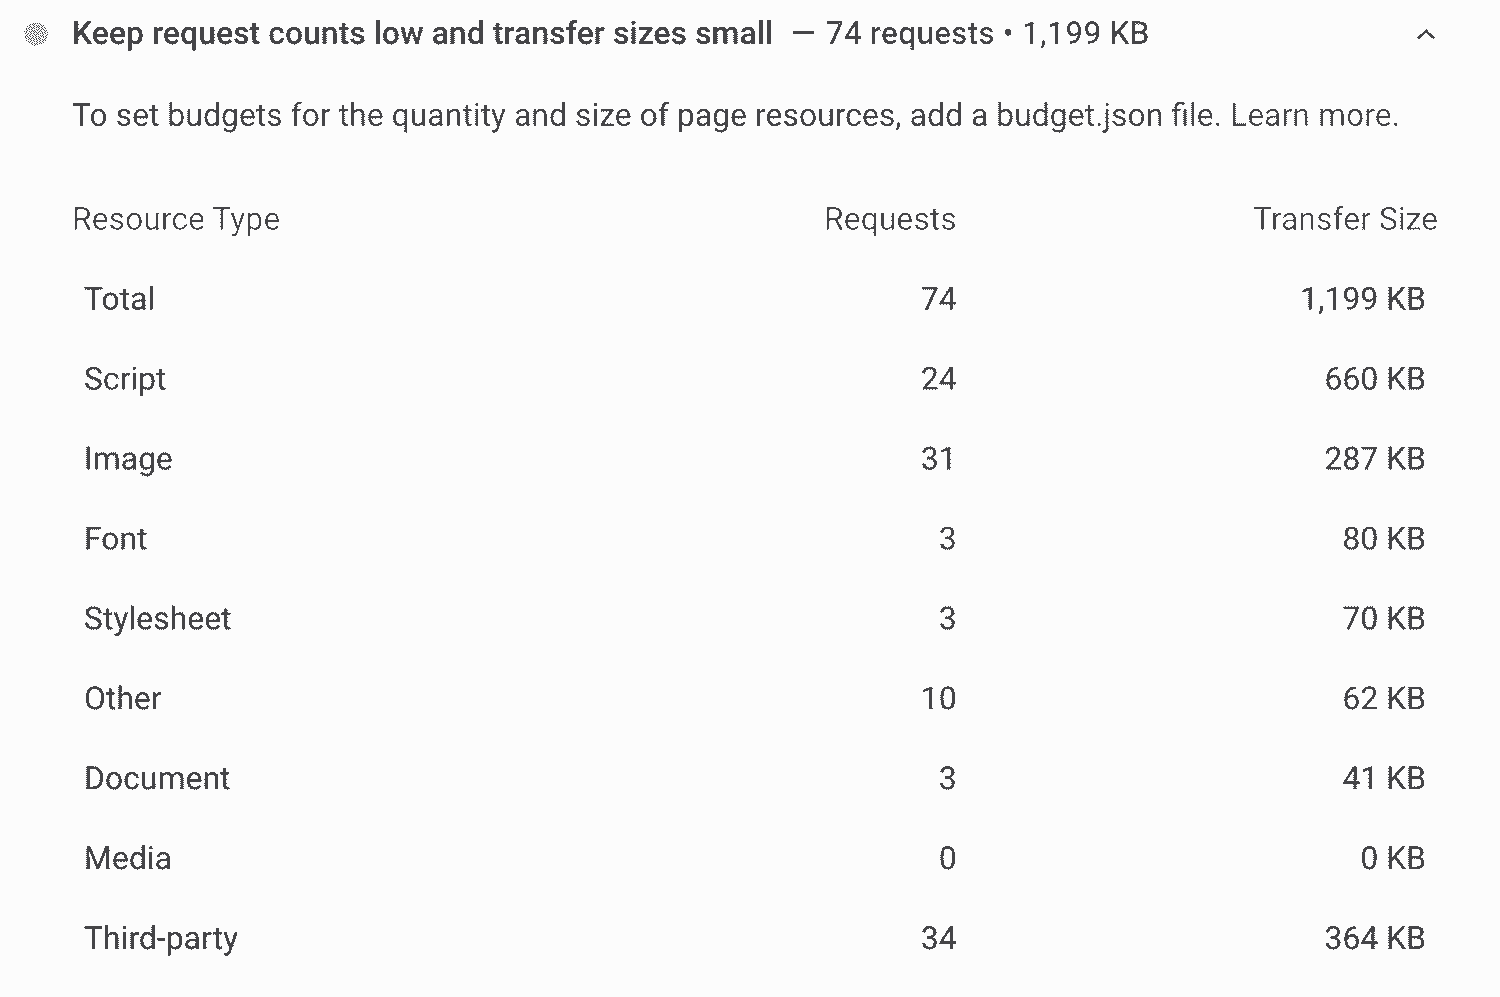 Keep request counts low and transfer sizes small — 74 requests • 1,199 KB
To set budgets for the quantity and size of page resources, add a budget.json file. Learn more.
Resource Type Requests Transfer Size
Total 74 1,199 KB
Script 24 660 KB
Image 31 287 KB
Font 3 80 KB
Stylesheet 3 70 KB
Other 10 62 KB
Document 3 41 KB
Media 0 0 KB
Third-party 34 364 KB